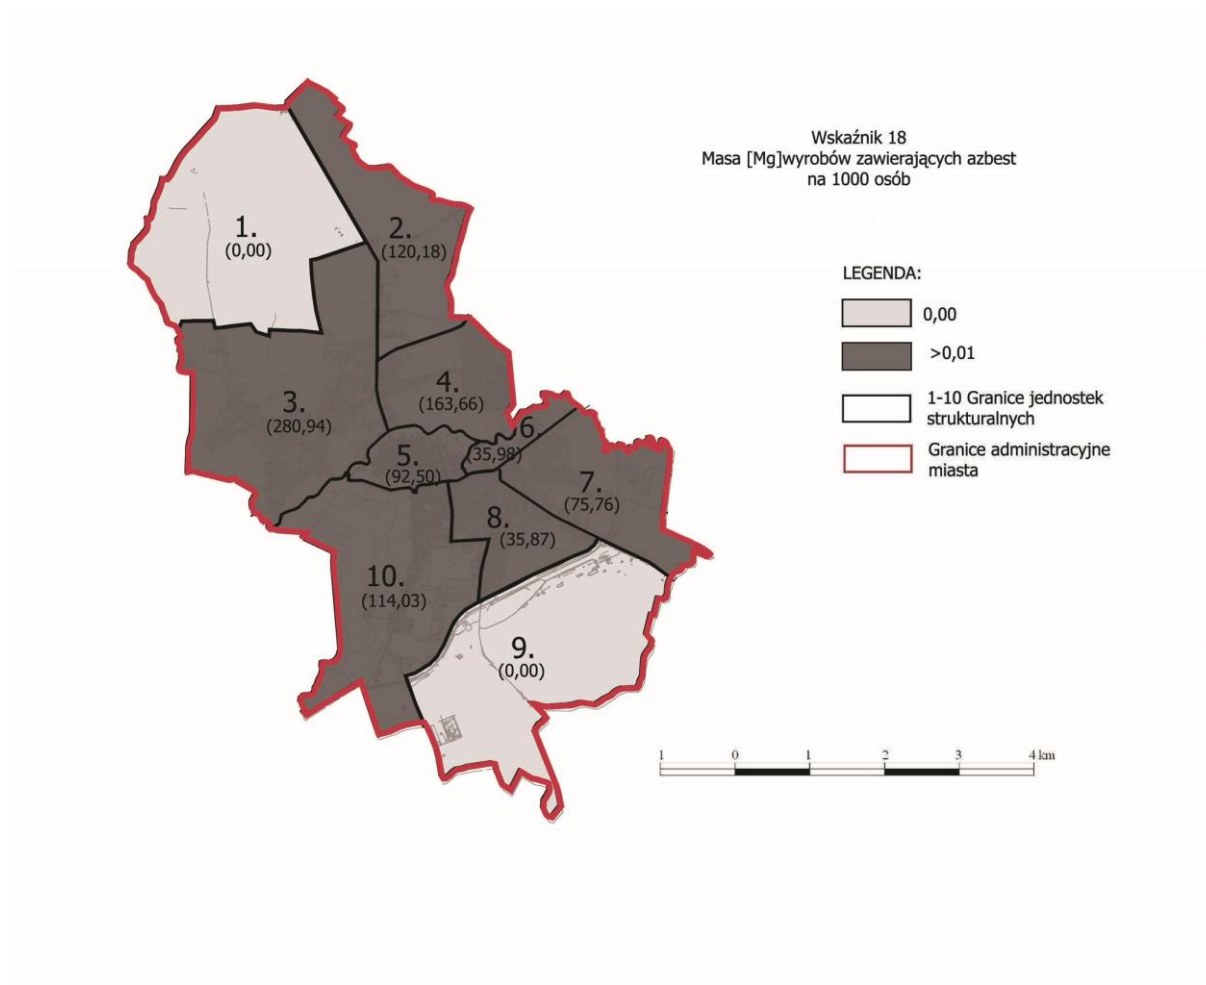 Wskaźnik 18
Masa [Mg]wyrobów zawierających azbest
na 1000 osób
1.
(0,00)
2.
(120,18)
LEGENDA:
0,00
>0,01
1-10 Granice jednostek
strukturalnych
Granice administracyjne
miasta
3.
(280,94)
4.
(163,66)
5.
(92,50)
6.
(35,98)
7.
(75,76)
8.
(35,87)
10.
(114,03)
9.
(0,00)
1 0 1 2 3 4 km